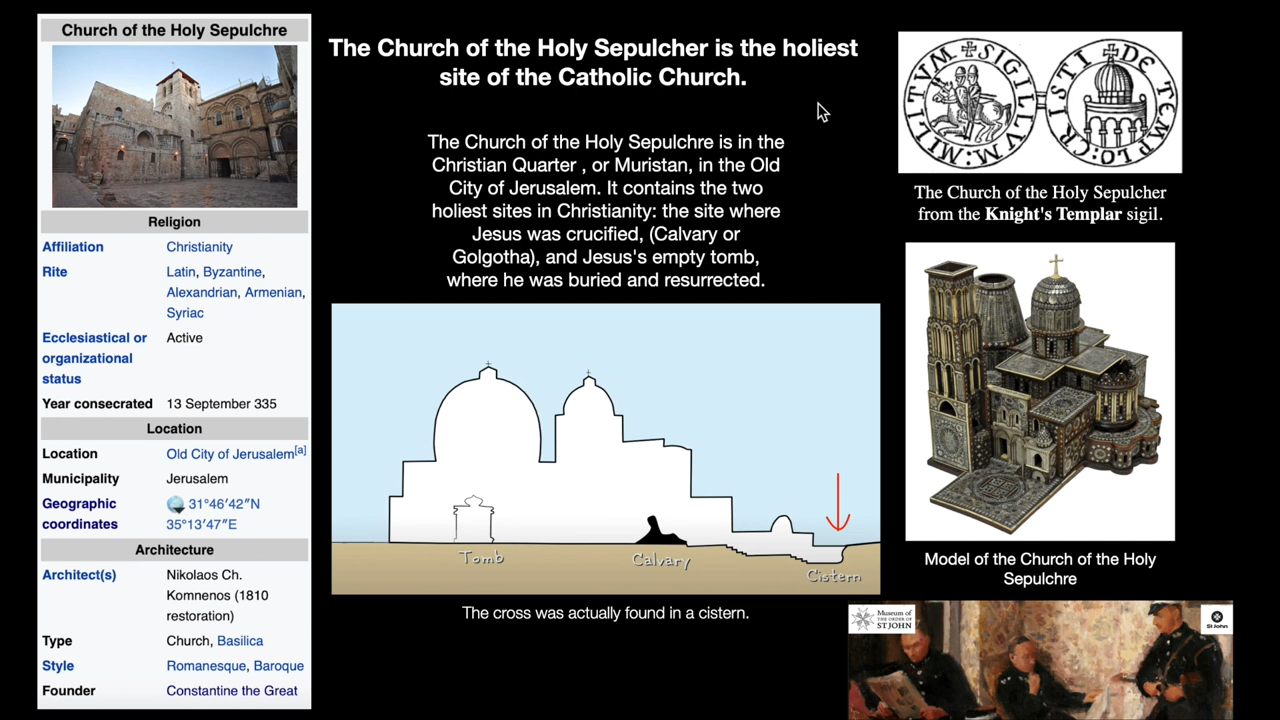 Church of the Holy Sepulchre
Religion
Affiliation Christianity
Rite Latin, Byzantine,
Alexandrian, Armenian,
Syriac
Ecclesiastical or Active
organizational
status
Year consecrated 13 September 335
Location
Location Old City of Jerusalem[a]
Municipality Jerusalem
Geographic 31°46′42″N
coordinates 35°13′47″E
Architecture
Architect(s) Nikolaos Ch.
Komnenos (1810
restoration)
Type Church, Basilica
Style Romanesque, Baroque
Founder Constantine the Great
The Church of the Holy Sepulcher is the holiest
site of the Catholic Church.
The Church of the Holy Sepulchre is in the
Christian Quarter , or Muristan, in the Old
City of Jerusalem. It contains the two
holiest sites in Christianity: the site where
Jesus was crucified, (Calvary or
Golgotha), and Jesus's empty tomb,
where he was buried and resurrected.
Tomb
Calvary
Cistern
The cross was actually found in a cistern.
SIGILLVM:MILITVM
DE TEMPLO:CRISTI
The Church of the Holy Sepulcher
from the Knight's Templar sigil.
Model of the Church of the Holy
Sepulchre
Museum of
THE ORDER OF
ST JOHN
St John